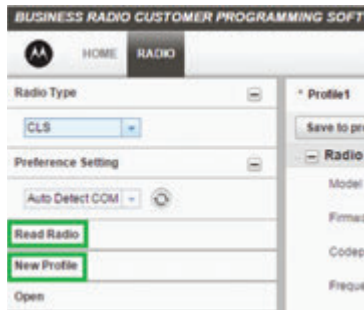 BUSINESS RADIO CUSTOMER PROGRAMMING SOFT
HOME RADIO
Radio Type
CLS
Preference Setting
Auto Detect COM
Read Radio
New Profile
Open
* Profile1
Save to pr
Radio
Model
Codep
Freque